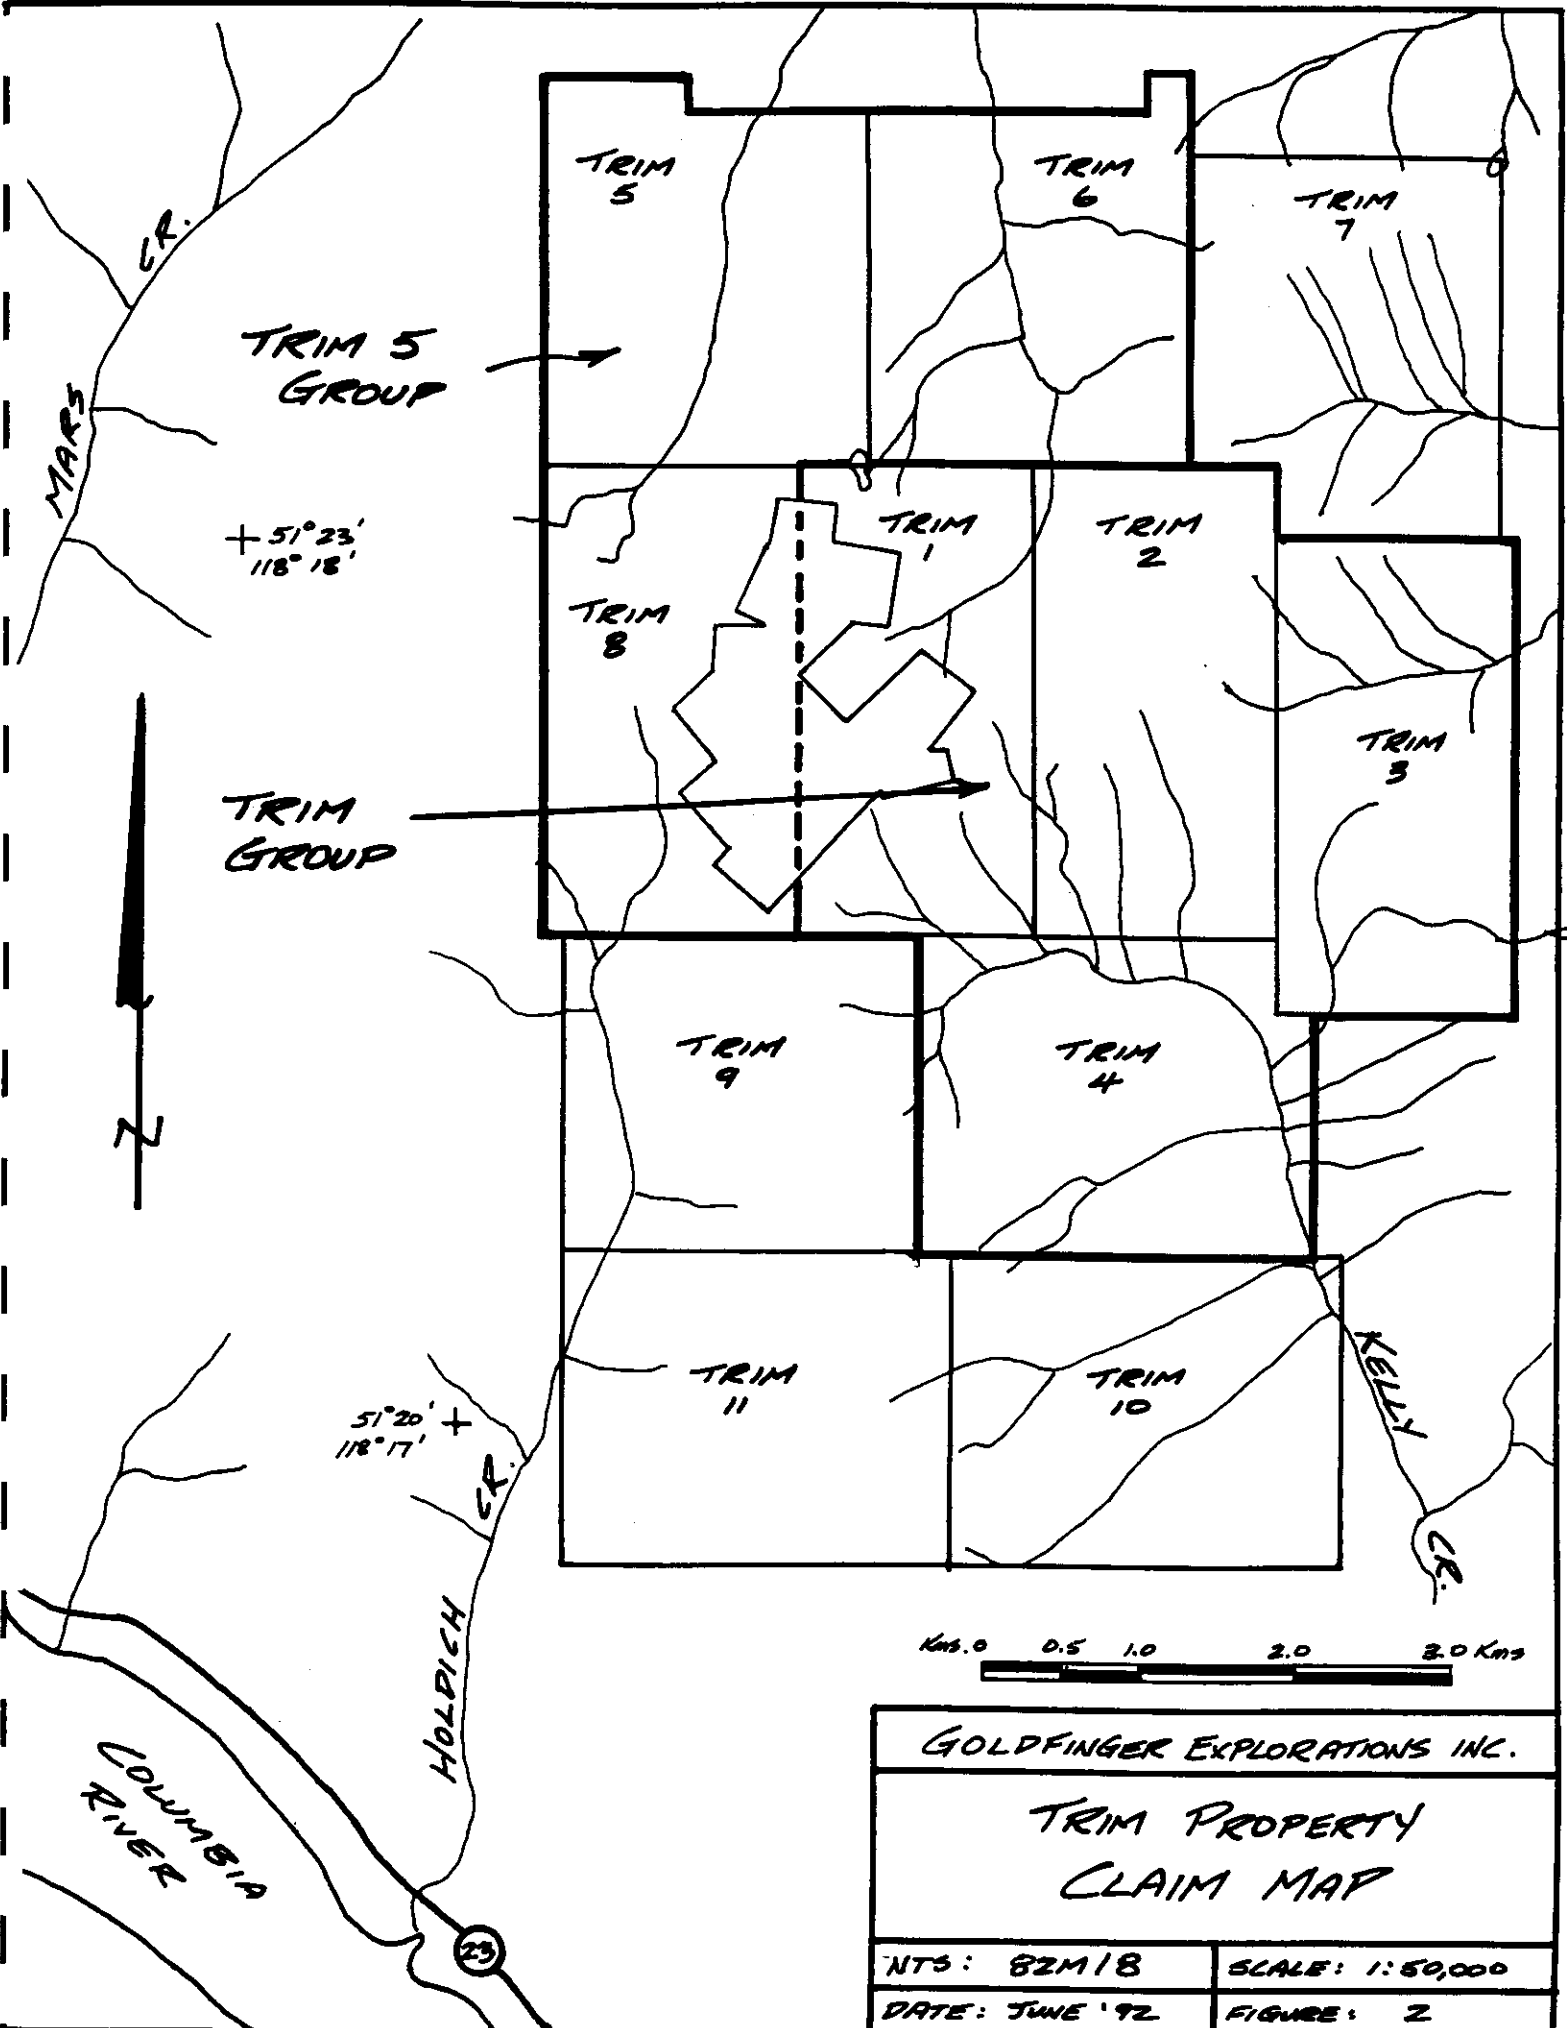 TRIM
5
TRIM
6
TRIM
7
CR.
MARS
TRIM 5
GROUP
51° 23'
118° 18'
TRIM
1
TRIM
2
TRIM
8
TRIM
3
TRIM
GROUP
TRIM
9
TRIM
4
N
TRIM
11
TRIM
10
KELLY
CR.
51° 20'
118° 17'
HOLDICH
CR.
COLUMBIA
RIVER
23
Kms. 0 0.5 1.0 2.0 3.0 Kms
GOLDFINGER EXPLORATIONS INC.
TRIM PROPERTY
CLAIM MAP
NTS: 82M/8
SCALE: 1:50,000
DATE: JUNE '92
FIGURE: 2